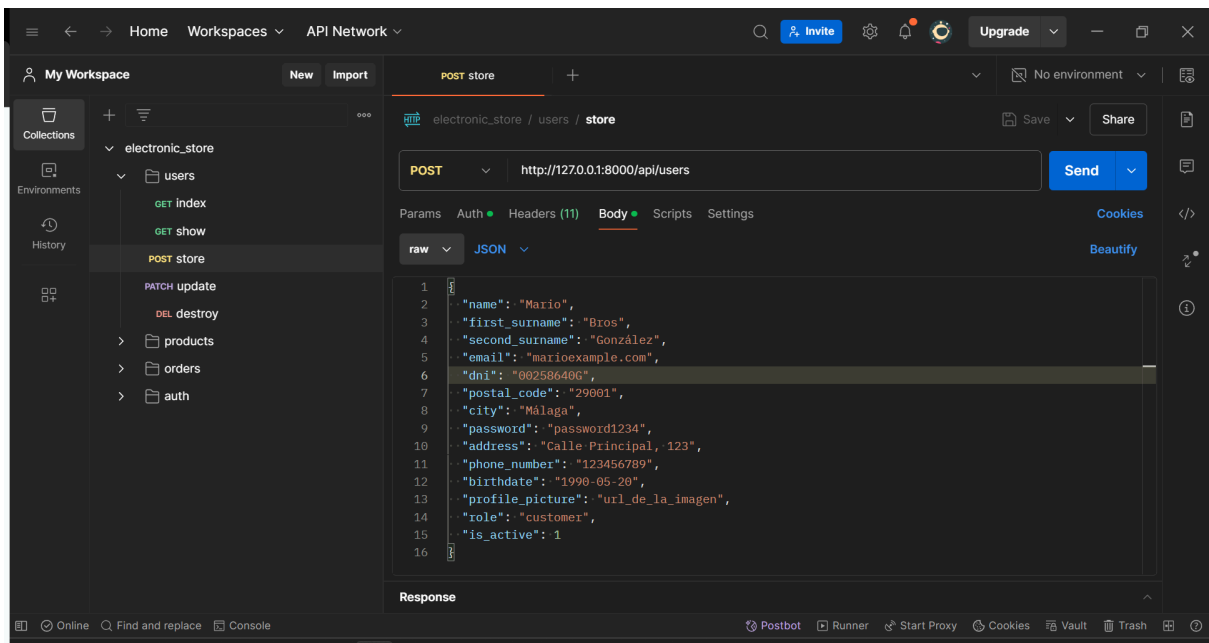 Home Workspaces API Network Invite Upgrade
My Workspace New Import POST store No environment
Collections
Environments
History
electronic_store
users
GET index
GET show
POST store
PATCH update
DEL destroy
products
orders
auth
HTTP electronic_store / users / store Save Share
POST http://127.0.0.1:8000/api/users Send
Params Auth Headers (11) Body Scripts Settings Cookies
raw JSON Beautify
1 {
2 "name": "Mario",
3 "first_surname": "Bros",
4 "second_surname": "González",
5 "email": "marioexample.com",
6 "dni": "00258640G",
7 "postal_code": "29001",
8 "city": "Málaga",
9 "password": "password1234",
10 "address": "Calle Principal, 123",
11 "phone_number": "123456789",
12 "birthdate": "1990-05-20",
13 "profile_picture": "url_de_la_imagen",
14 "role": "customer",
15 "is_active": 1
16 }
Response
Online Find and replace Console Postbot Runner Start Proxy Cookies Vault Trash